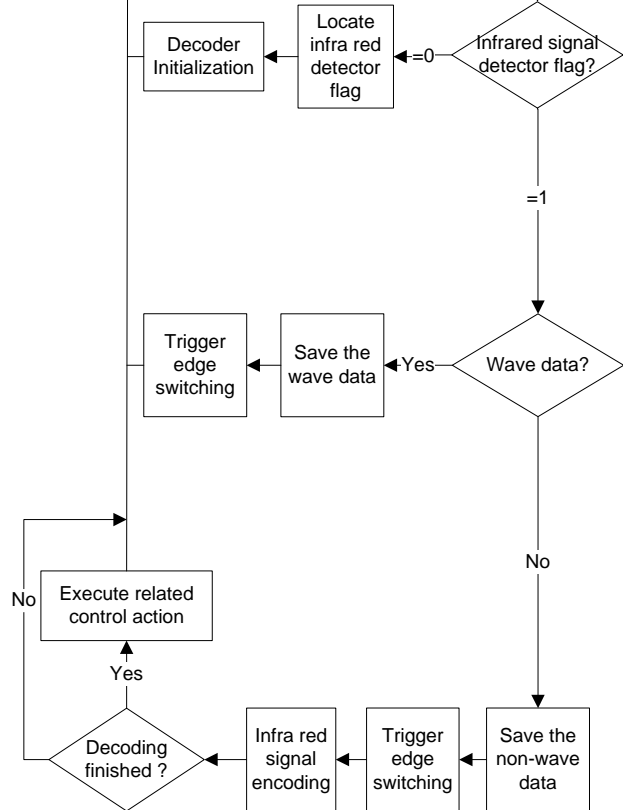 Decoder
Initialization
Locate
infra red
detector
flag
=0
Infrared signal
detector flag?
=1
Trigger
edge
switching
Save the
wave data
Yes
Wave data?
No
Execute related
control action
No
Yes
Decoding
finished ?
Infra red
signal
encoding
Trigger
edge
switching
Save the
non-wave
data